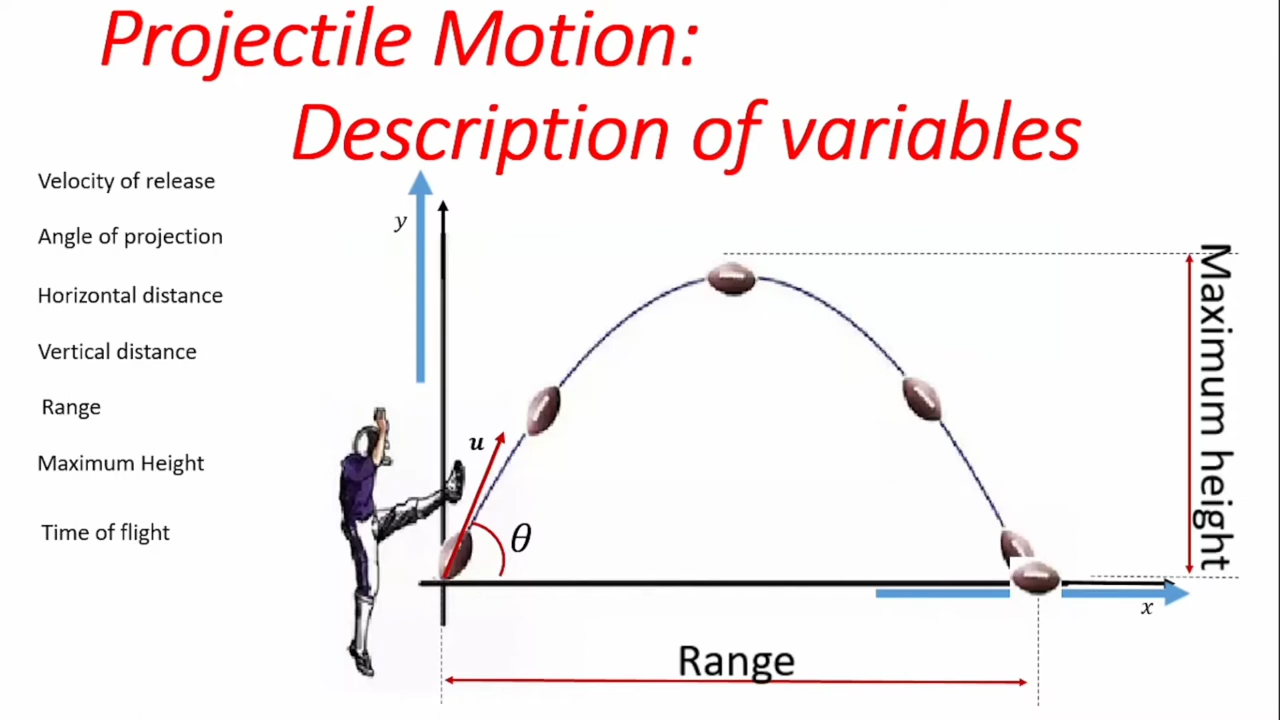 Projectile Motion:
Description of variables
Velocity of release
Angle of projection
Horizontal distance
Vertical distance
Range
Maximum Height
Time of flight
y
u
θ
x
Range
Maximum height